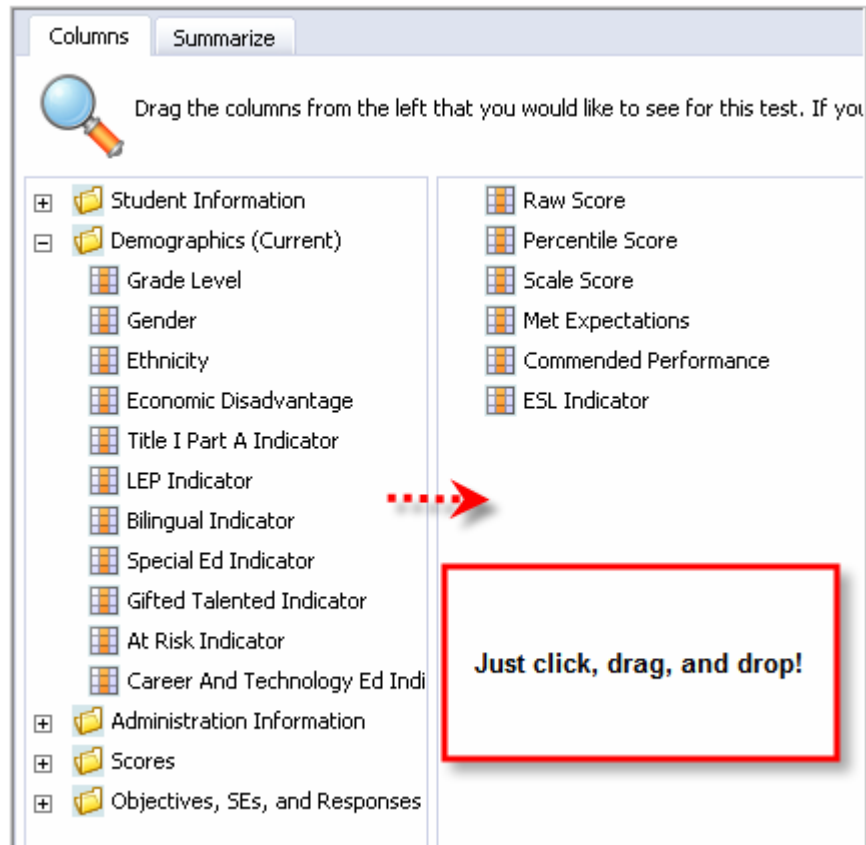 Columns
Summarize
Drag the columns from the left that you would like to see for this test. If you
Student Information
Demographics (Current)
Grade Level
Gender
Ethnicity
Economic Disadvantage
Title I Part A Indicator
LEP Indicator
Bilingual Indicator
Special Ed Indicator
Gifted Talented Indicator
At Risk Indicator
Career And Technology Ed Indi
Administration Information
Scores
Objectives, SEs, and Responses
Raw Score
Percentile Score
Scale Score
Met Expectations
Commended Performance
ESL Indicator
Just click, drag, and drop!